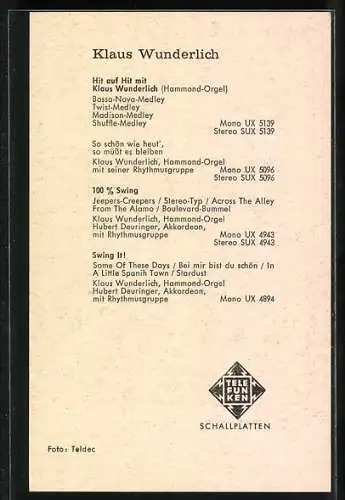 Klaus Wunderlich
Hit auf Hit mit
Klaus Wunderlich (Hammond-Orgel)
Bossa-Nova-Medley
Twist-Medley
Madison-Medley
Shuffle-Medley Mono UX 5139
Stereo SUX 5139
So schön wie heut',
so müßt es bleiben
Klaus Wunderlich, Hammond-Orgel
mit seiner Rhythmusgruppe Mono UX 5096
Stereo SUX 5096
100 % Swing
Jeepers-Creepers / Stereo-Typ / Across The Alley
From The Alamo / Boulevard-Bummel
Klaus Wunderlich, Hammond-Orgel
Hubert Deuringer, Akkordeon,
mit Rhythmusgruppe Mono UX 4943
Stereo SUX 4943
Swing It!
Some Of These Days / Bei mir bist du schön / In
A Little Spanih Town / Stardust
Klaus Wunderlich, Hammond-Orgel
Hubert Deuringer, Akkordeon,
mit Rhythmusgruppe Mono UX 4894
TELE
FUN
KEN
SCHALLPLATTEN
Foto: Teldec